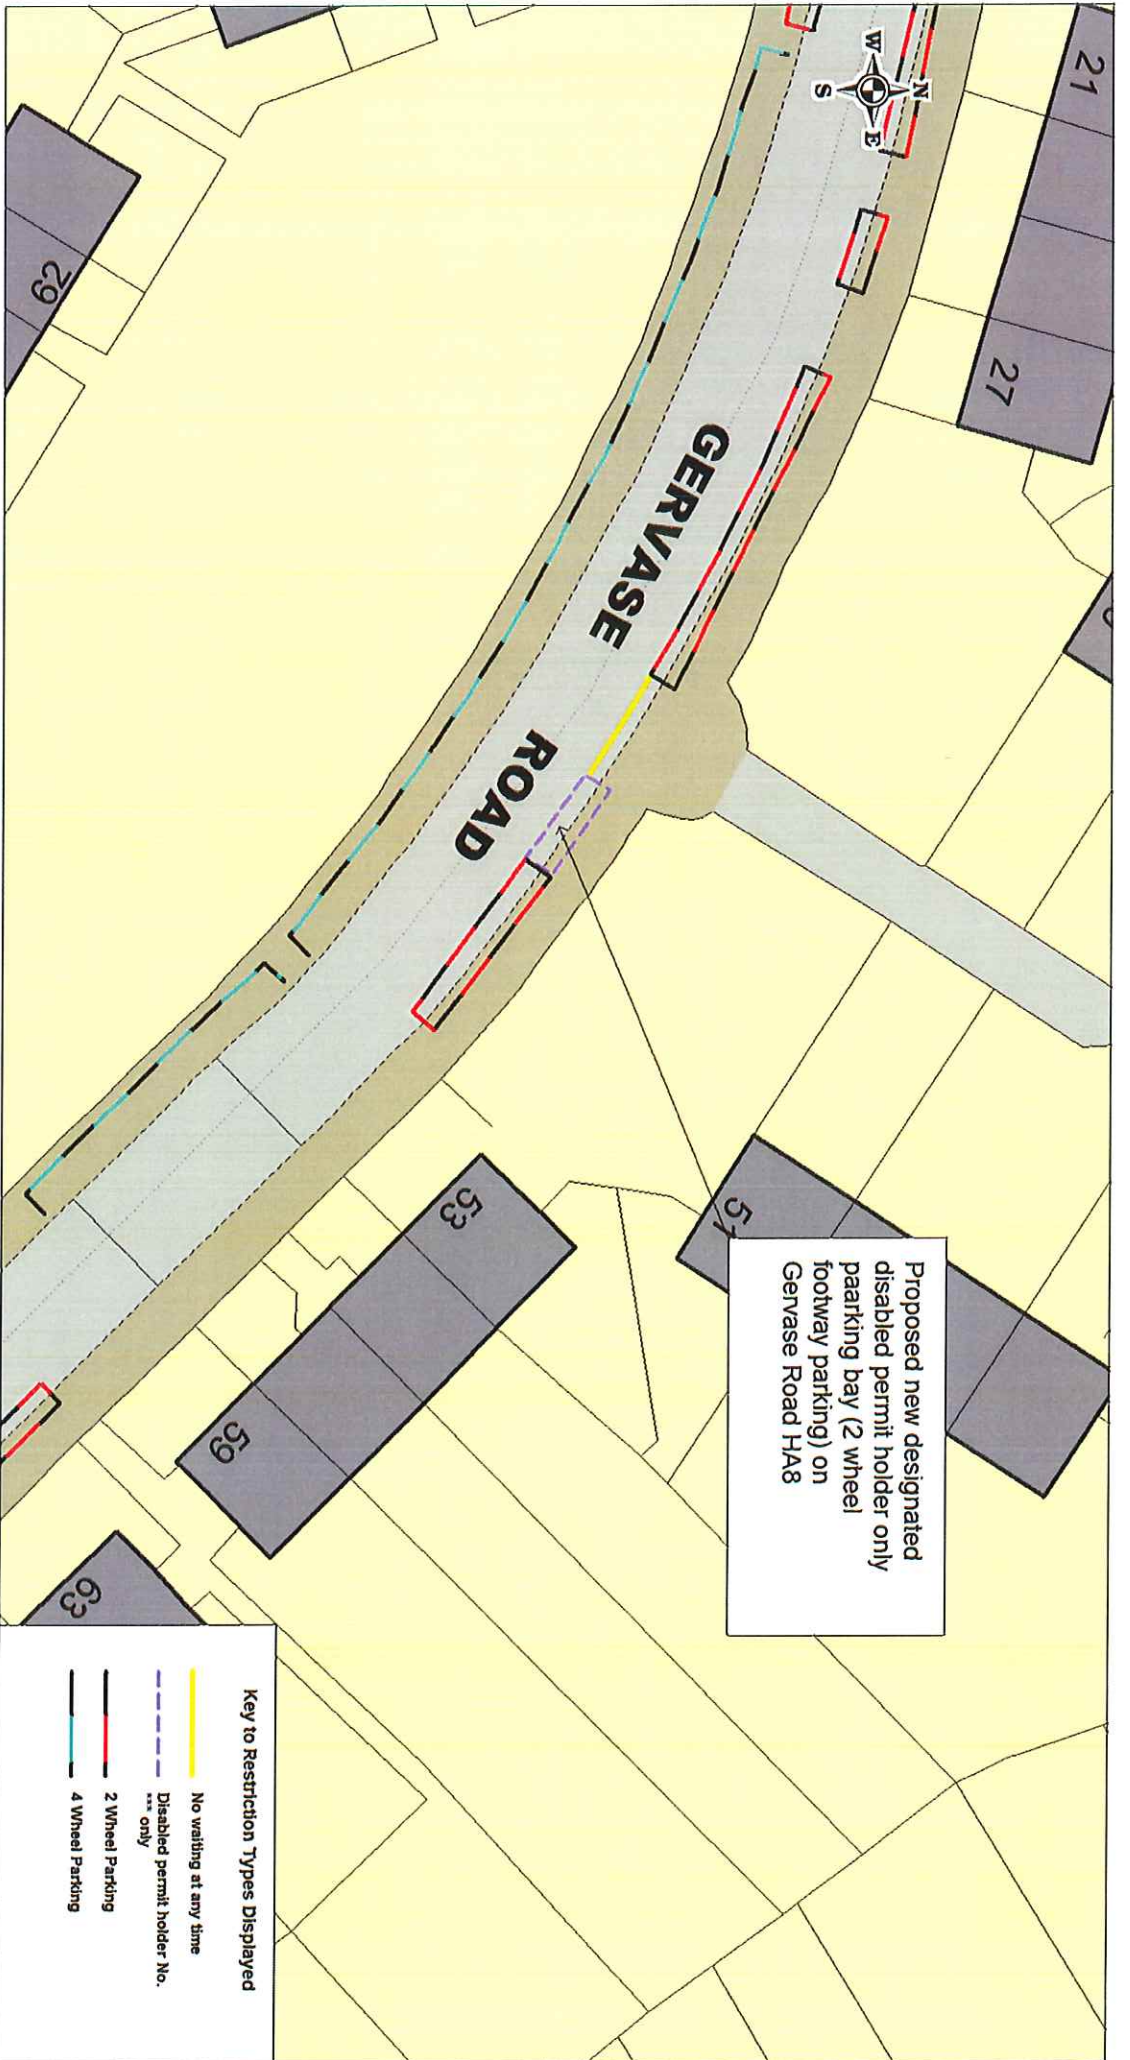 21
27
W
N
S
E
62
GERVASE
ROAD
51
53
59
63
Proposed new designated
disabled permit holder only
paarking bay (2 wheel
footway parking) on
Gervase Road HA8
Key to Restriction Types Displayed
No waiting at any time
Disabled permit holder No.
*** only
2 Wheel Parking
4 Wheel Parking